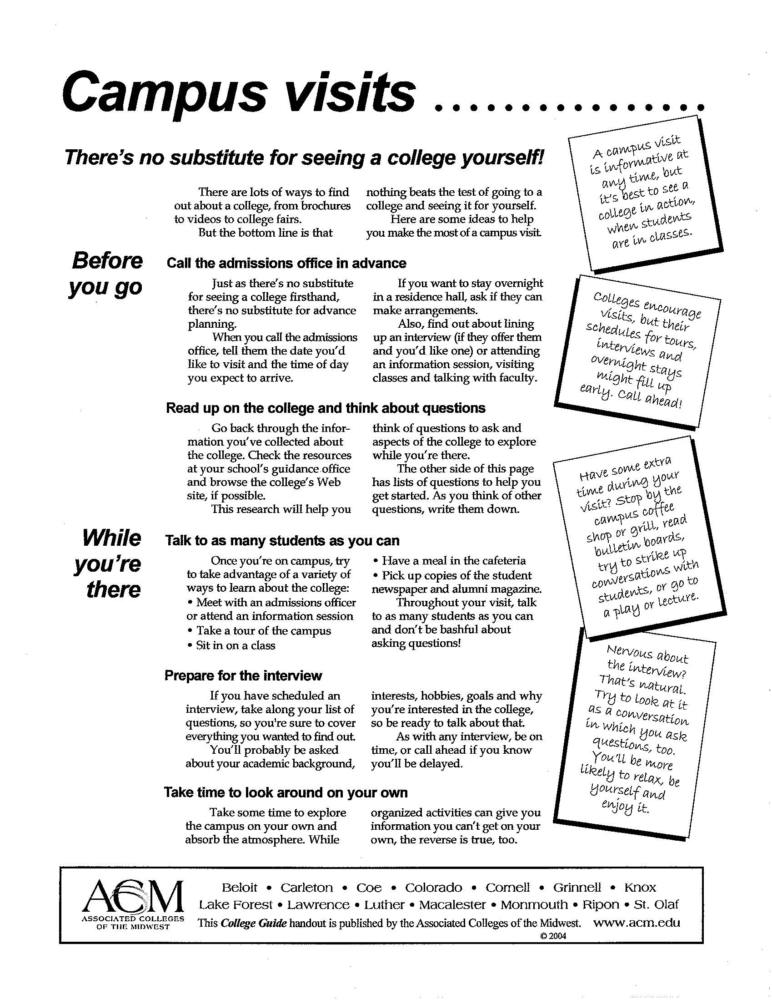 Campus visits ................
There's no substitute for seeing a college yourself!
There are lots of ways to find
out about a college, from brochures
to videos to college fairs.
But the bottom line is that
nothing beats the test of going to a
college and seeing it for yourself.
Here are some ideas to help
you make the most of a campus visit.
Before
you go
Call the admissions office in advance
Just as there's no substitute
for seeing a college firsthand,
there's no substitute for advance
planning.
When you call the admissions
office, tell them the date you'd
like to visit and the time of day
you expect to arrive.
If you want to stay overnight
in a residence hall, ask if they can
make arrangements.
Also, find out about lining
up an interview (if they offer them
and you'd like one) or attending
an information session, visiting
classes and talking with faculty.
Read up on the college and think about questions
Go back through the infor-
mation you've collected about
the college. Check the resources
at your school's guidance office
and browse the college's Web
site, if possible.
This research will help you
think of questions to ask and
aspects of the college to explore
while you're there.
The other side of this page
has lists of questions to help you
get started. As you think of other
questions, write them down.
While
you're
there
Talk to as many students as you can
Once you're on campus, try
to take advantage of a variety of
ways to learn about the college:
• Meet with an admissions officer
or attend an information session
• Take a tour of the campus
• Sit in on a class
• Have a meal in the cafeteria
• Pick up copies of the student
newspaper and alumni magazine.
Throughout your visit, talk
to as many students as you can
and don't be bashful about
asking questions!
Prepare for the interview
If you have scheduled an
interview, take along your list of
questions, so you're sure to cover
everything you wanted to find out.
You'll probably be asked
about your academic background,
interests, hobbies, goals and why
you're interested in the college,
so be ready to talk about that.
As with any interview, be on
time, or call ahead if you know
you'll be delayed.
Take time to look around on your own
Take some time to explore
the campus on your own and
absorb the atmosphere. While
organized activities can give you
information you can't get on your
own, the reverse is true, too.
A campus visit
is informative at
any time, but
it's best to see a
college in action,
when students
are in classes.
Colleges encourage
visits, but their
schedules for tours,
interviews and
overnight stays
might fill up
early. Call ahead!
Have some extra
time during your
visit? Stop by the
campus coffee
shop or grill, read
bulletin boards,
try to strike up
conversations with
students, or go to
a play or lecture.
Nervous about
the interview?
That's natural.
Try to look at it
as a conversation
in which you ask
questions, too.
You'll be more
likely to relax, be
yourself and
enjoy it.
ACM
ASSOCIATED COLLEGES
OF THE MIDWEST
Beloit • Carleton • Coe • Colorado • Cornell • Grinnell • Knox
Lake Forest • Lawrence • Luther • Macalester • Monmouth • Ripon • St. Olaf
This College Guide handout is published by the Associated Colleges of the Midwest. www.acm.edu
© 2004